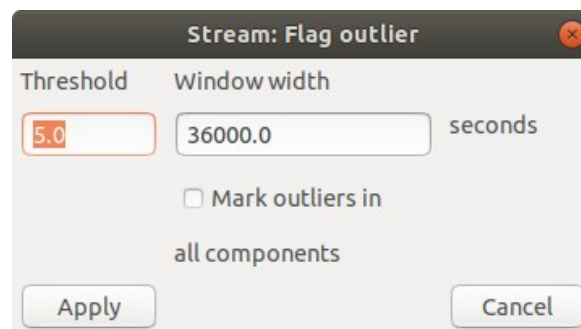 Stream: Flag outlier
Threshold Window width
5.0 36000.0 seconds
Mark outliers in
all components
Apply Cancel